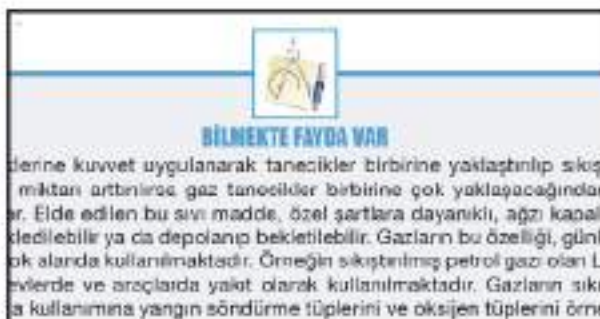 BİLMEKTE FAYDA VAR
derine kuvvet uygulanarak tanecikler birbirine yaklaştırılıp sıkış
miktarı arttırılırsa gaz tanecikler birbirine çok yaklaşacağından
r. Elde edilen bu sıvı madde, özel şartlara dayanıklı, ağzı kapal
dedilebilir ya da depolanıp bekletilebilir. Gazların bu özelliği, günl
ok alanda kullanılmaktadır. Örneğin sıkıştırılmış petrol gazı olan L
evlerde ve araçlarda yakıt olarak kullanılmaktadır. Gazların sıkı
a kullanımına yangın söndürme tüplerini ve oksijen tüplerini örne